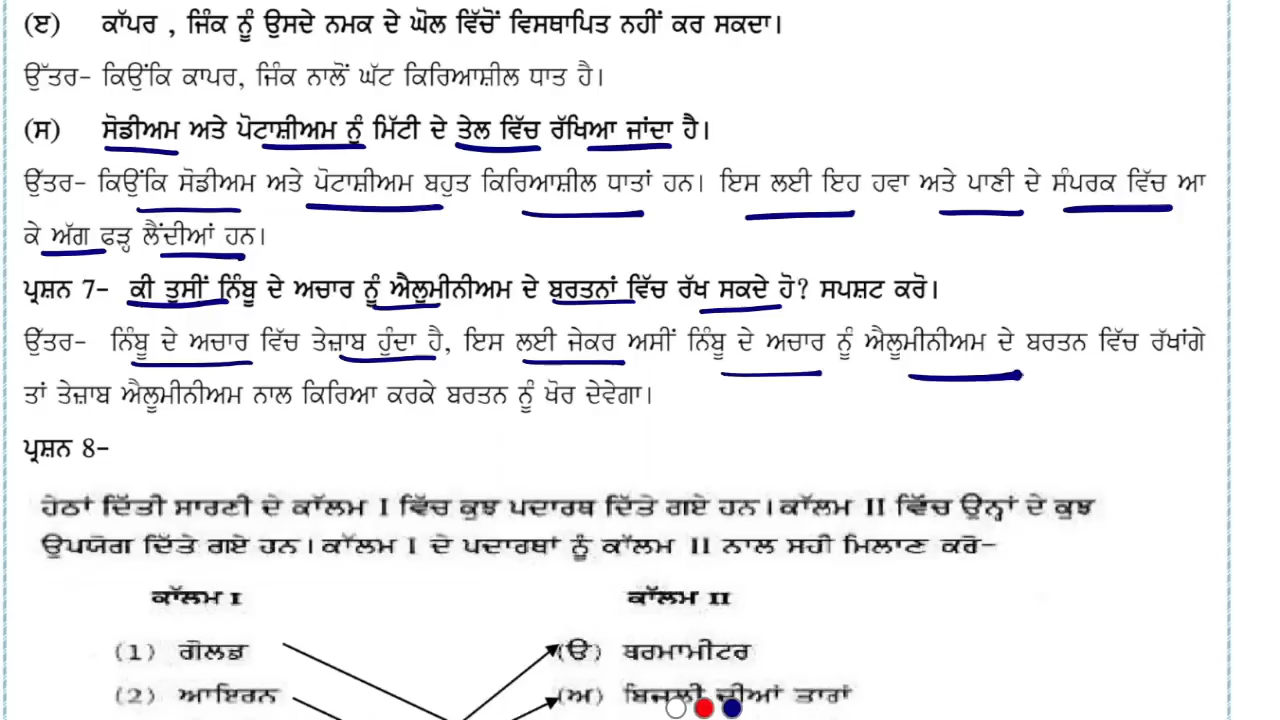 (ੲ) ਕਾੱਪਰ , ਜਿੰਕ ਨੂੰ ਉਸਦੇ ਨਮਕ ਦੇ ਘੋਲ ਵਿੱਚੋਂ ਵਿਸਥਾਪਿਤ ਨਹੀਂ ਕਰ ਸਕਦਾ।
ਉੱਤਰ- ਕਿਉਂਕਿ ਕਾਪਰ, ਜਿੰਕ ਨਾਲੋਂ ਘੱਟ ਕਿਰਿਆਸ਼ੀਲ ਧਾਤ ਹੈ।
(ਸ) ਸੋਡੀਅਮ ਅਤੇ ਪੋਟਾਸ਼ੀਅਮ ਨੂੰ ਮਿੱਟੀ ਦੇ ਤੇਲ ਵਿੱਚ ਰੱਖਿਆ ਜਾਂਦਾ ਹੈ।
ਉੱਤਰ- ਕਿਉਂਕਿ ਸੋਡੀਅਮ ਅਤੇ ਪੋਟਾਸ਼ੀਅਮ ਬਹੁਤ ਕਿਰਿਆਸ਼ੀਲ ਧਾਤਾਂ ਹਨ। ਇਸ ਲਈ ਇਹ ਹਵਾ ਅਤੇ ਪਾਣੀ ਦੇ ਸੰਪਰਕ ਵਿੱਚ ਆ
ਕੇ ਅੱਗ ਫੜ੍ਹ ਲੈਂਦੀਆਂ ਹਨ।
ਪ੍ਰਸ਼ਨ 7- ਕੀ ਤੁਸੀਂ ਨਿੰਬੂ ਦੇ ਅਚਾਰ ਨੂੰ ਐਲੂਮੀਨੀਅਮ ਦੇ ਬਰਤਨਾਂ ਵਿੱਚ ਰੱਖ ਸਕਦੇ ਹੋ? ਸਪਸ਼ਟ ਕਰੋ।
ਉੱਤਰ- ਨਿੰਬੂ ਦੇ ਅਚਾਰ ਵਿੱਚ ਤੇਜ਼ਾਬ ਹੁੰਦਾ ਹੈ, ਇਸ ਲਈ ਜੇਕਰ ਅਸੀਂ ਨਿੰਬੂ ਦੇ ਅਚਾਰ ਨੂੰ ਐਲੂਮੀਨੀਅਮ ਦੇ ਬਰਤਨ ਵਿੱਚ ਰੱਖਾਂਗੇ
ਤਾਂ ਤੇਜ਼ਾਬ ਐਲੂਮੀਨੀਅਮ ਨਾਲ ਕਿਰਿਆ ਕਰਕੇ ਬਰਤਨ ਨੂੰ ਖੋਰ ਦੇਵੇਗਾ।
ਪ੍ਰਸ਼ਨ 8-
ਹੇਠਾਂ ਦਿੱਤੀ ਸਾਰਣੀ ਦੇ ਕਾੱਲਮ I ਵਿੱਚ ਕੁਝ ਪਦਾਰਥ ਦਿੱਤੇ ਗਏ ਹਨ। ਕਾੱਲਮ II ਵਿੱਚ ਉਨ੍ਹਾਂ ਦੇ ਕੁਝ
ਉਪਯੋਗ ਦਿੱਤੇ ਗਏ ਹਨ। ਕਾੱਲਮ I ਦੇ ਪਦਾਰਥਾਂ ਨੂੰ ਕਾੱਲਮ II ਨਾਲ ਸਹੀ ਮਿਲਾਣ ਕਰੋ-
ਕਾੱਲਮ I ਕਾੱਲਮ II
(1) ਗੋਲਡ (ੳ) ਥਰਮਾਮੀਟਰ
(2) ਆਇਰਨ (ਅ) ਬਿਜਲੀ ਦੀਆਂ ਤਾਰਾਂ